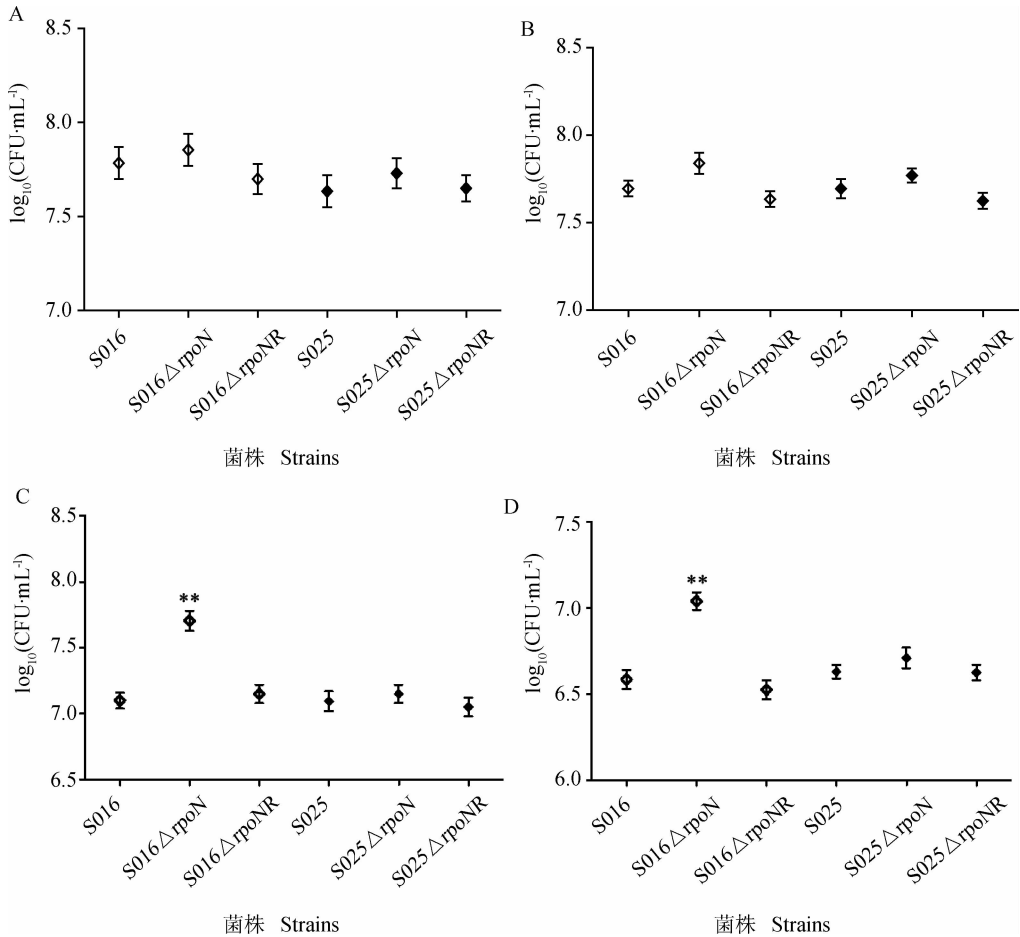 A
log10(CFU·mL-1)
8.5
8.0
7.5
7.0
S016
S016△rpoN
S016△rpoNR
S025
S025△rpoN
S025△rpoNR
菌株 Strains
B
log10(CFU·mL-1)
8.5
8.0
7.5
7.0
S016
S016△rpoN
S016△rpoNR
S025
S025△rpoN
S025△rpoNR
菌株 Strains
C
log10(CFU·mL-1)
8.5
8.0
7.5
7.0
6.5
**
S016
S016△rpoN
S016△rpoNR
S025
S025△rpoN
S025△rpoNR
菌株 Strains
D
log10(CFU·mL-1)
7.5
7.0
6.5
6.0
**
S016
S016△rpoN
S016△rpoNR
S025
S025△rpoN
S025△rpoNR
菌株 Strains